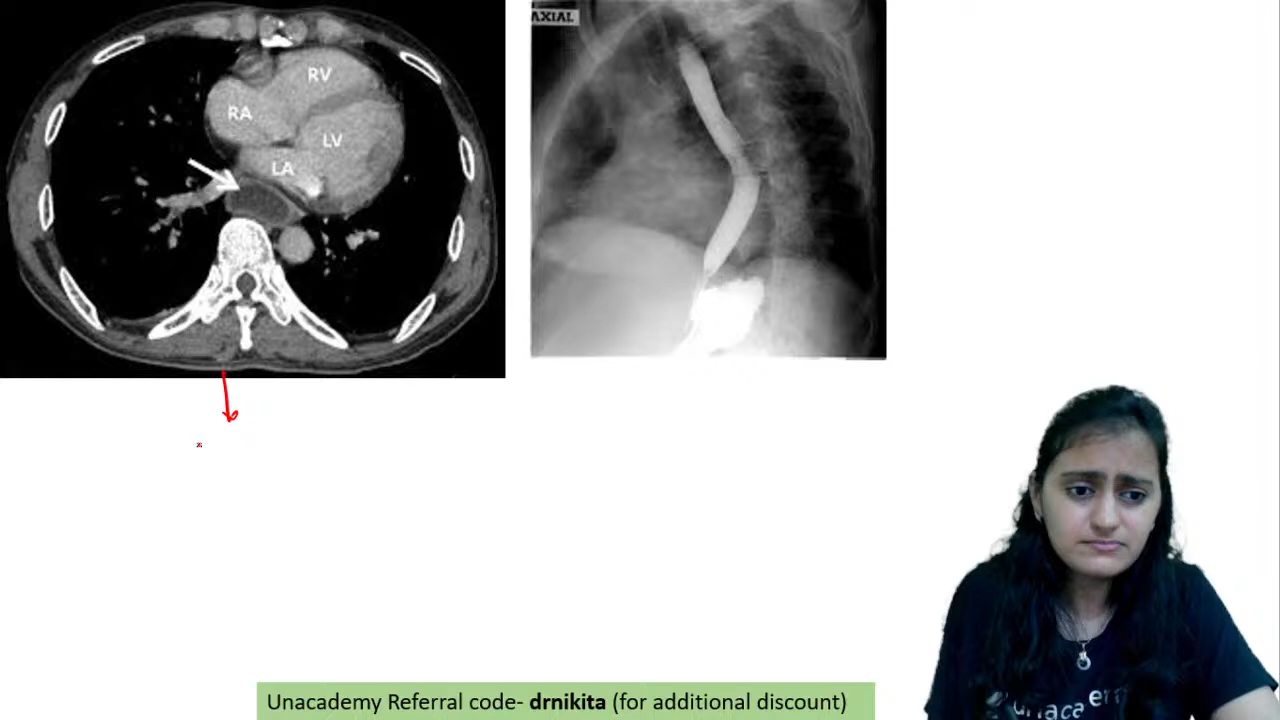 AXIAL
RV
RA
LV
LA
Unacademy Referral code- drnikita (for additional discount)